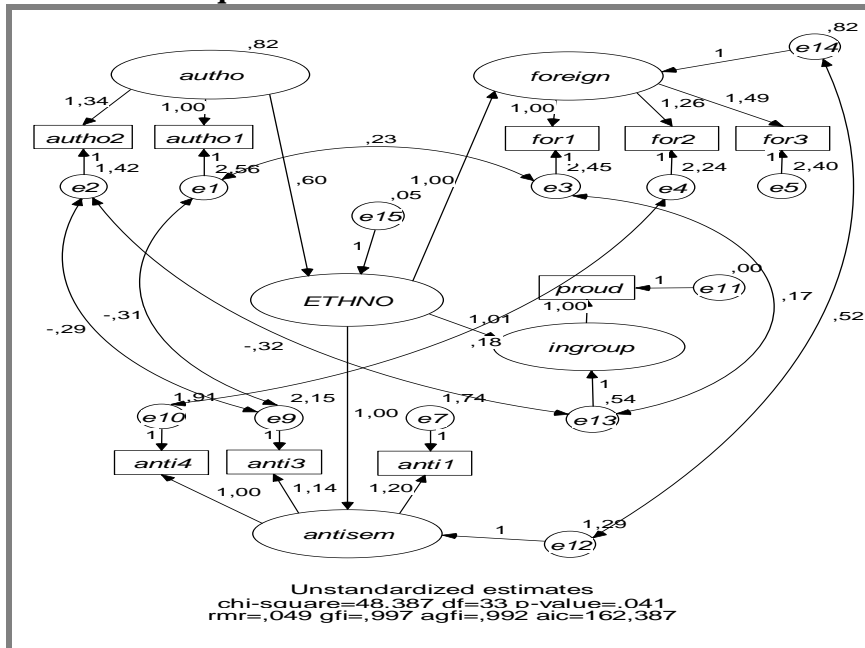 ,82
,82
e14
autho
foreign
1
1,34
1,00
1,00
1,26
1,49
autho2
autho1
for1
for2
for3
,23
1
1,42
1
2,56
1
2,45
1
2,24
1
2,40
e2
e1
e3
e4
e5
,60
1,00
,05
e15
1
,00
proud
1
e11
ETHNO
1,00
-,29
-,31
-,32
1,01
,18
,17
,52
ingroup
1
,54
e13
1,91
2,15
1,74
e10
e9
e7
1
1
1
1,00
anti4
anti3
anti1
1,00
1,14
1,20
antisem
1
1,29
e12
Unstandardized estimates
chi-square=48.387 df=33 p-value=.041
rmr=,049 gfi=,997 agfi=,992 aic=162,387